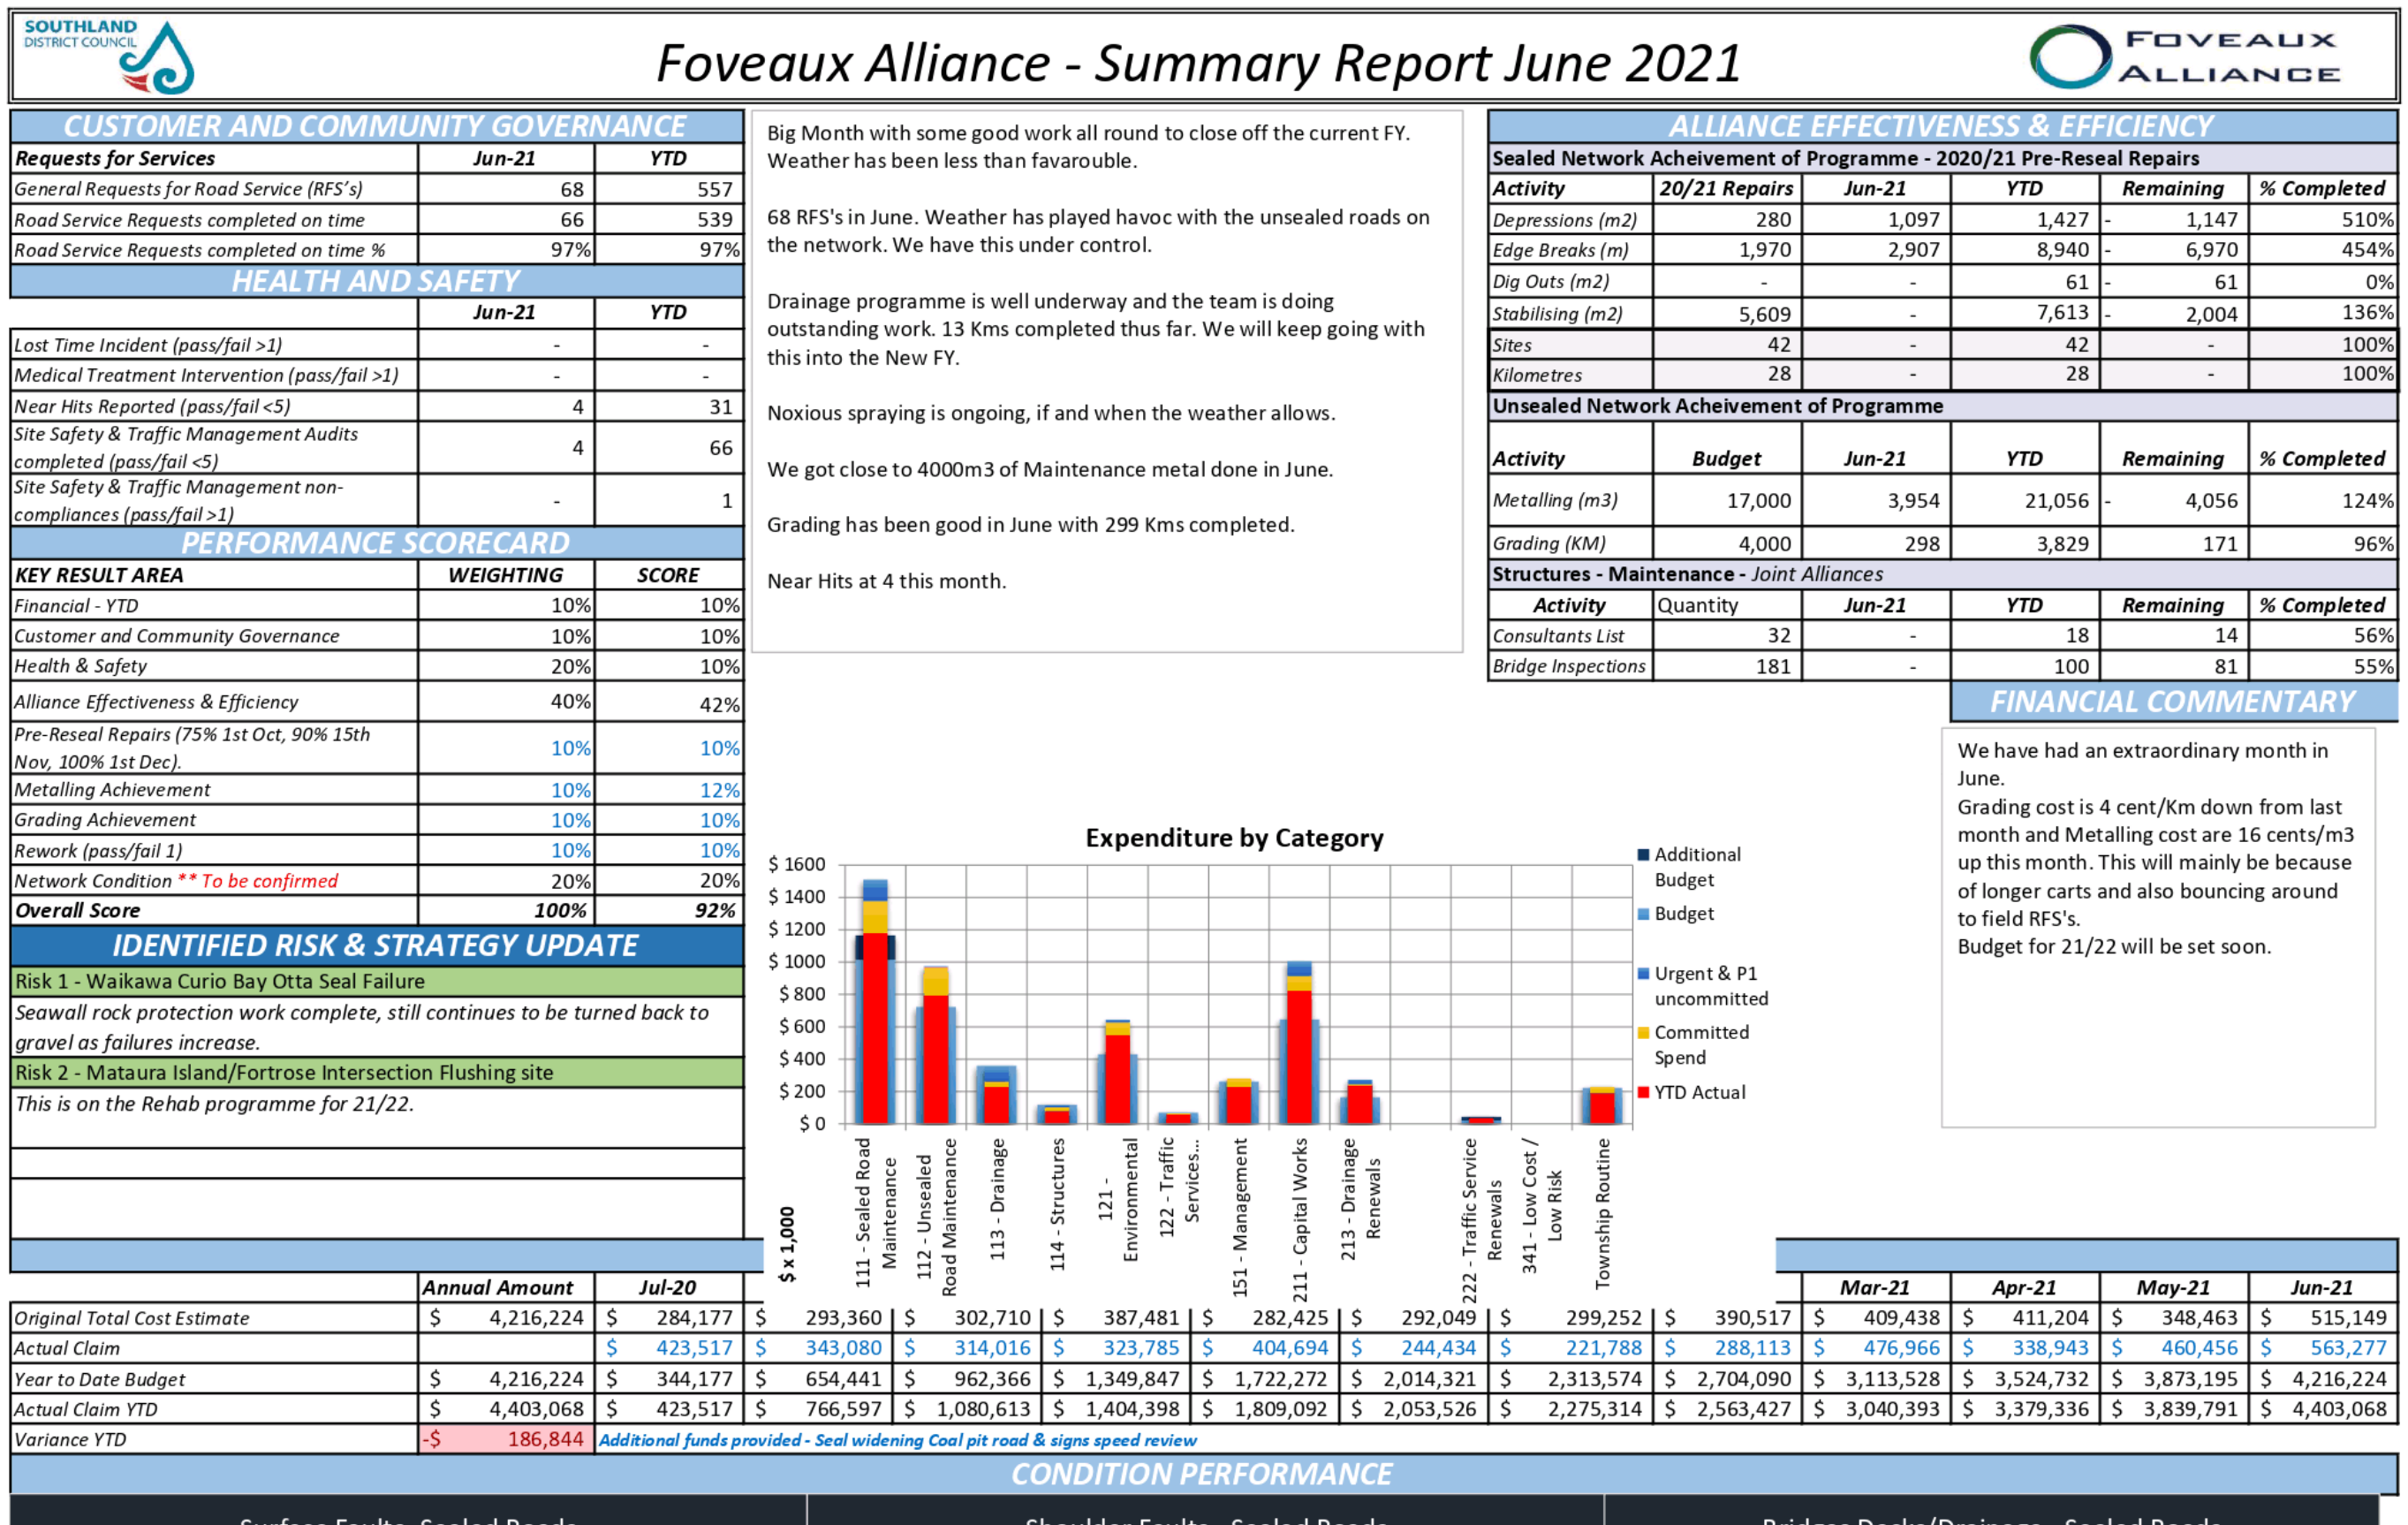 SOUTHLAND
DISTRICT COUNCIL
Foveaux Alliance - Summary Report June 2021
FOVEAUX
ALLIANCE
CUSTOMER AND COMMUNITY GOVERNANCE
Requests for Services Jun-21 YTD
General Requests for Road Service (RFS's) 68 557
Road Service Requests completed on time 66 539
Road Service Requests completed on time % 97% 97%
HEALTH AND SAFETY
Jun-21 YTD
Lost Time Incident (pass/fail >1) - -
Medical Treatment Intervention (pass/fail >1) - -
Near Hits Reported (pass/fail <5) 4 31
Site Safety & Traffic Management Audits
completed (pass/fail <5) 4 66
Site Safety & Traffic Management non-
compliances (pass/fail >1) - 1
PERFORMANCE SCORECARD
KEY RESULT AREA WEIGHTING SCORE
Financial - YTD 10% 10%
Customer and Community Governance 10% 10%
Health & Safety 20% 10%
Alliance Effectiveness & Efficiency 40% 42%
Pre-Reseal Repairs (75% 1st Oct, 90% 15th
Nov, 100% 1st Dec). 10% 10%
Metalling Achievement 10% 12%
Grading Achievement 10% 10%
Rework (pass/fail 1) 10% 10%
Network Condition ** To be confirmed 20% 20%
Overall Score 100% 92%
IDENTIFIED RISK & STRATEGY UPDATE
Risk 1 - Waikawa Curio Bay Otta Seal Failure
Seawall rock protection work complete, still continues to be turned back to
gravel as failures increase.
Risk 2 - Mataura Island/Fortrose Intersection Flushing site
This is on the Rehab programme for 21/22.
Big Month with some good work all round to close off the current FY.
Weather has been less than favarouble.
68 RFS's in June. Weather has played havoc with the unsealed roads on
the network. We have this under control.
Drainage programme is well underway and the team is doing
outstanding work. 13 Kms completed thus far. We will keep going with
this into the New FY.
Noxious spraying is ongoing, if and when the weather allows.
We got close to 4000m3 of Maintenance metal done in June.
Grading has been good in June with 299 Kms completed.
Near Hits at 4 this month.
ALLIANCE EFFECTIVENESS & EFFICIENCY
Sealed Network Acheivement of Programme - 2020/21 Pre-Reseal Repairs
Activity 20/21 Repairs Jun-21 YTD Remaining % Completed
Depressions (m2) 280 1,097 1,427 - 1,147 510%
Edge Breaks (m) 1,970 2,907 8,940 - 6,970 454%
Dig Outs (m2) - - 61 - 61 0%
Stabilising (m2) 5,609 - 7,613 - 2,004 136%
Sites 42 - 42 - 100%
Kilometres 28 - 28 - 100%
Unsealed Network Acheivement of Programme
Activity Budget Jun-21 YTD Remaining % Completed
Metalling (m3) 17,000 3,954 21,056 - 4,056 124%
Grading (KM) 4,000 298 3,829 171 96%
Structures - Maintenance - Joint Alliances
Activity Quantity Jun-21 YTD Remaining % Completed
Consultants List 32 - 18 14 56%
Bridge Inspections 181 - 100 81 55%
FINANCIAL COMMENTARY
We have had an extraordinary month in
June.
Grading cost is 4 cent/Km down from last
month and Metalling cost are 16 cents/m3
up this month. This will mainly be because
of longer carts and also bouncing around
to field RFS's.
Budget for 21/22 will be set soon.
Expenditure by Category
$ 1600
$ 1400
$ 1200
$ 1000
$ 800
$ 600
$ 400
$ 200
$ 0
$ x 1,000
111 - Sealed Road
Maintenance
112 - Unsealed
Road Maintenance
113 - Drainage
114 - Structures
121 -
Environmental
122 - Traffic
Services...
151 - Management
211 - Capital Works
213 - Drainage
Renewals
222 - Traffic Service
Renewals
341 - Low Cost /
Low Risk
Township Routine
Additional
Budget
Budget
Urgent & P1
uncommitted
Committed
Spend
YTD Actual
Annual Amount Jul-20 Mar-21 Apr-21 May-21 Jun-21
Original Total Cost Estimate $ 4,216,224 $ 284,177 $ 293,360 $ 302,710 $ 387,481 $ 282,425 $ 292,049 $ 299,252 $ 390,517 $ 409,438 $ 411,204 $ 348,463 $ 515,149
Actual Claim $ 423,517 $ 343,080 $ 314,016 $ 323,785 $ 404,694 $ 244,434 $ 221,788 $ 288,113 $ 476,966 $ 338,943 $ 460,456 $ 563,277
Year to Date Budget $ 4,216,224 $ 344,177 $ 654,441 $ 962,366 $ 1,349,847 $ 1,722,272 $ 2,014,321 $ 2,313,574 $ 2,704,090 $ 3,113,528 $ 3,524,732 $ 3,873,195 $ 4,216,224
Actual Claim YTD $ 4,403,068 $ 423,517 $ 766,597 $ 1,080,613 $ 1,404,398 $ 1,809,092 $ 2,053,526 $ 2,275,314 $ 2,563,427 $ 3,040,393 $ 3,379,336 $ 3,839,791 $ 4,403,068
Variance YTD -$ 186,844 Additional funds provided - Seal widening Coal pit road & signs speed review
CONDITION PERFORMANCE
Surface Faults- Sealed Roads
Shoulder Faults - Sealed Roads
Bridges Decks/Drainage - Sealed Roads